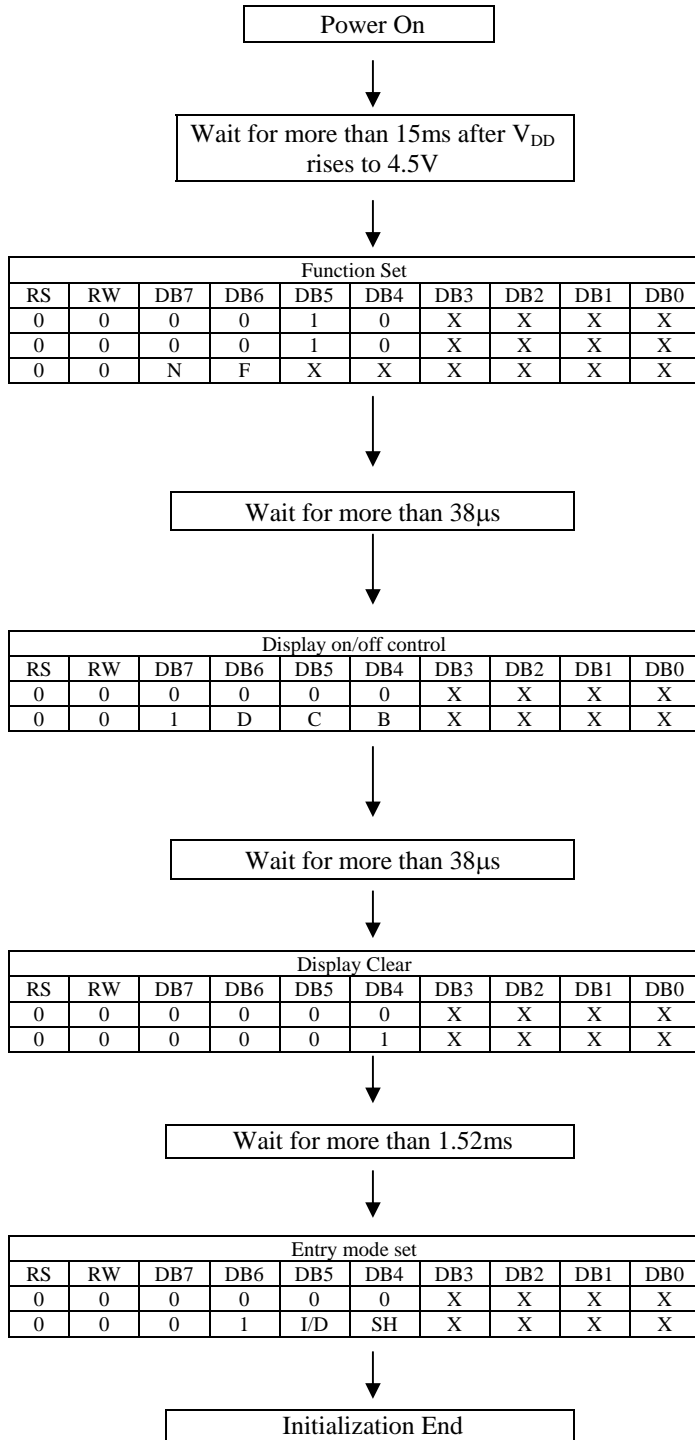 Power On
Wait for more than 15ms after VDD
rises to 4.5V
Function Set
RS RW DB7 DB6 DB5 DB4 DB3 DB2 DB1 DB0
0 0 0 0 1 0 X X X X
0 0 0 0 1 0 X X X X
0 0 N F X X X X X X
Wait for more than 38μs
Display on/off control
RS RW DB7 DB6 DB5 DB4 DB3 DB2 DB1 DB0
0 0 0 0 0 0 X X X X
0 0 1 D C B X X X X
Wait for more than 38μs
Display Clear
RS RW DB7 DB6 DB5 DB4 DB3 DB2 DB1 DB0
0 0 0 0 0 0 X X X X
0 0 0 0 0 1 X X X X
Wait for more than 1.52ms
Entry mode set
RS RW DB7 DB6 DB5 DB4 DB3 DB2 DB1 DB0
0 0 0 0 0 0 X X X X
0 0 0 1 I/D SH X X X X
Initialization End